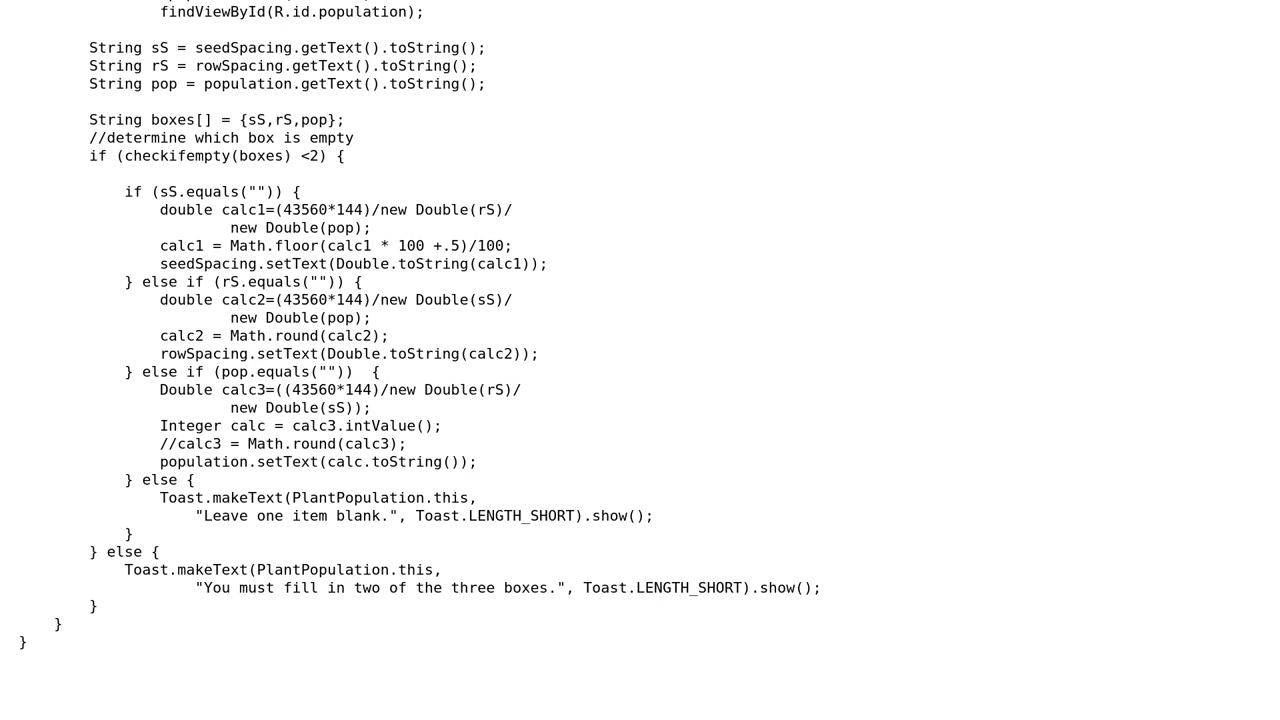 findViewById(R.id.population);
String sS = seedSpacing.getText().toString();
String rS = rowSpacing.getText().toString();
String pop = population.getText().toString();
String boxes[] = {sS,rS,pop};
//determine which box is empty
if (checkifempty(boxes) <2) {
if (sS.equals("")) {
double calc1=(43560*144)/new Double(rS)/
new Double(pop);
calc1 = Math.floor(calc1 * 100 +.5)/100;
seedSpacing.setText(Double.toString(calc1));
} else if (rS.equals("")) {
double calc2=(43560*144)/new Double(sS)/
new Double(pop);
calc2 = Math.round(calc2);
rowSpacing.setText(Double.toString(calc2));
} else if (pop.equals(""))  {
Double calc3=((43560*144)/new Double(rS)/
new Double(sS));
Integer calc = calc3.intValue();
//calc3 = Math.round(calc3);
population.setText(calc.toString());
} else {
Toast.makeText(PlantPopulation.this,
"Leave one item blank.", Toast.LENGTH_SHORT).show();
}
} else {
Toast.makeText(PlantPopulation.this,
"You must fill in two of the three boxes.", Toast.LENGTH_SHORT).show();
}
}
}